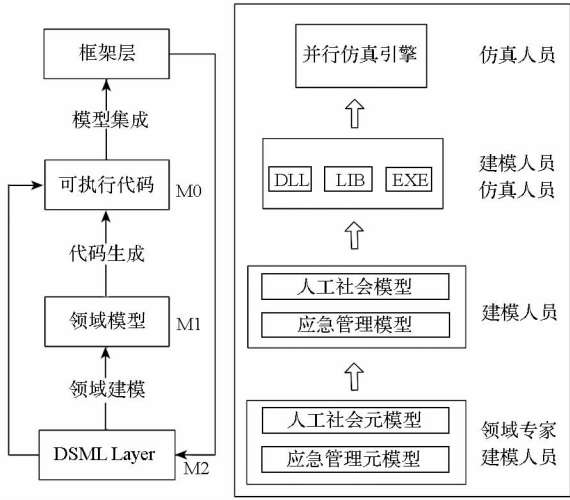 框架层
模型集成
可执行代码
M0
代码生成
领域模型
M1
领域建模
DSML Layer
M2
并行仿真引擎
仿真人员
DLL
LIB
EXE
建模人员
仿真人员
人工社会模型
应急管理模型
建模人员
人工社会元模型
应急管理元模型
领域专家
建模人员